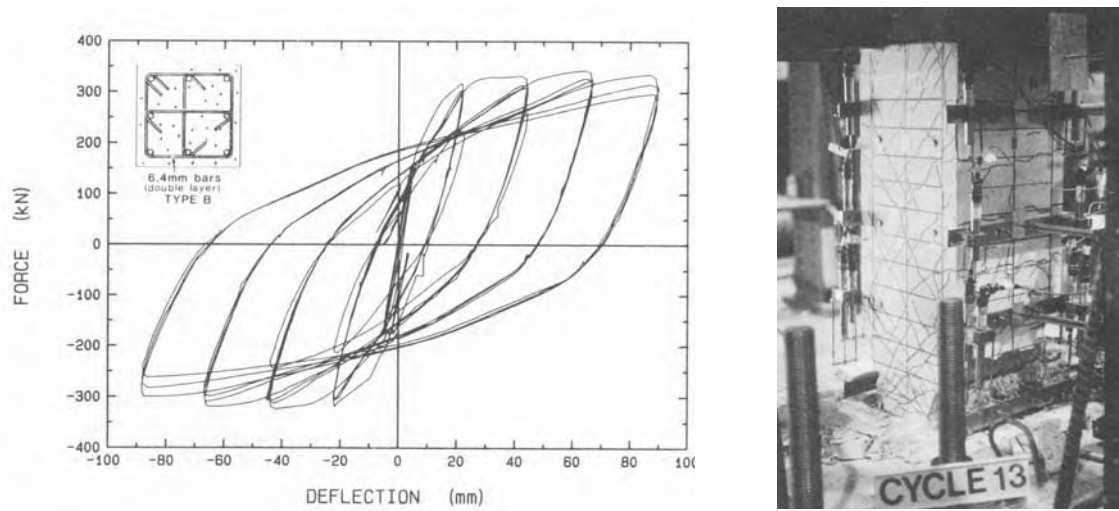 400
300
200
100
0
-100
-200
-300
-400
FORCE (kN)
6.4mm bars
(double layer)
TYPE B
-100 -80 -60 -40 -20 0 20 40 60 80 100
DEFLECTION (mm)
CYCLE 13